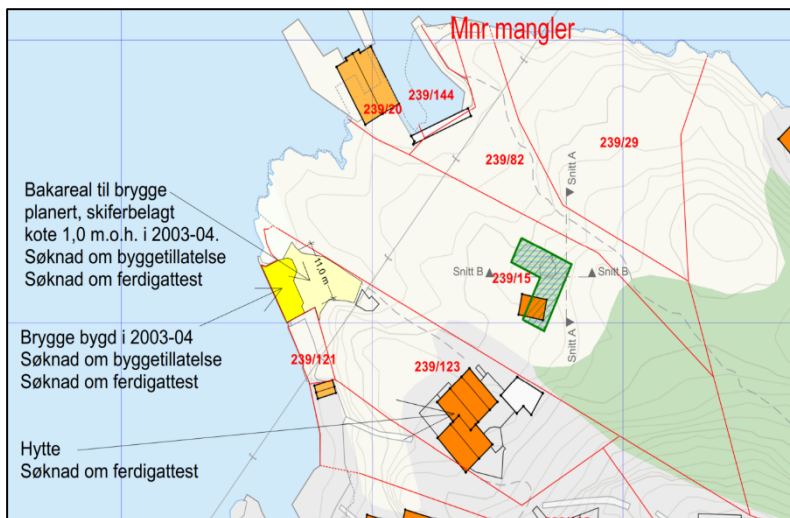 Mnr mangler
239/144
239/20
239/82
239/29
Snitt A
Bakareal til brygge
planert, skiferbelagt
kote 1,0 m.o.h. i 2003-04.
Søknad om byggetillatelse
Søknad om ferdigattest
11,0 m
Snitt B
239/15
Snitt B
Snitt A
Brygge bygd i 2003-04
Søknad om byggetillatelse
Søknad om ferdigattest
239/121
239/123
Hytte
Søknad om ferdigattest